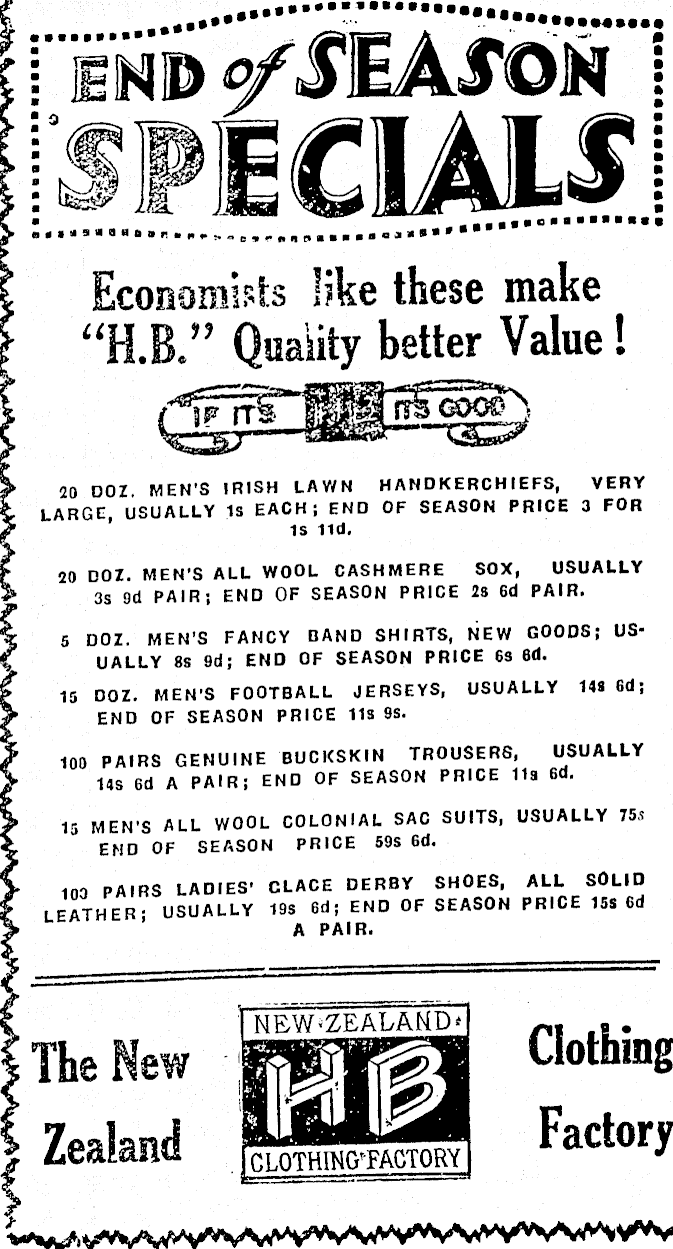 END of SEASON
SPECIALS
Economists like these make
"H.B." Quality better Value!
IF IT'S HB IT'S GOOD
20 DOZ. MEN'S IRISH LAWN HANDKERCHIEFS, VERY
LARGE, USUALLY 1s EACH; END OF SEASON PRICE 3 FOR
1s 11d.
20 DOZ. MEN'S ALL WOOL CASHMERE SOX, USUALLY
3s 9d PAIR; END OF SEASON PRICE 2s 6d PAIR.
5 DOZ. MEN'S FANCY BAND SHIRTS, NEW GOODS; US-
UALLY 8s 9d; END OF SEASON PRICE 6s 6d.
15 DOZ. MEN'S FOOTBALL JERSEYS, USUALLY 14s 6d;
END OF SEASON PRICE 11s 9s.
100 PAIRS GENUINE BUCKSKIN TROUSERS, USUALLY
14s 6d A PAIR; END OF SEASON PRICE 11s 6d.
15 MEN'S ALL WOOL COLONIAL SAC SUITS, USUALLY 75s
END OF SEASON PRICE 59s 6d.
103 PAIRS LADIES' GLACE DERBY SHOES, ALL SOLID
LEATHER; USUALLY 19s 6d; END OF SEASON PRICE 15s 6d
A PAIR.
The New
Zealand
NEW ZEALAND
HB
CLOTHING FACTORY
Clothing
Factory